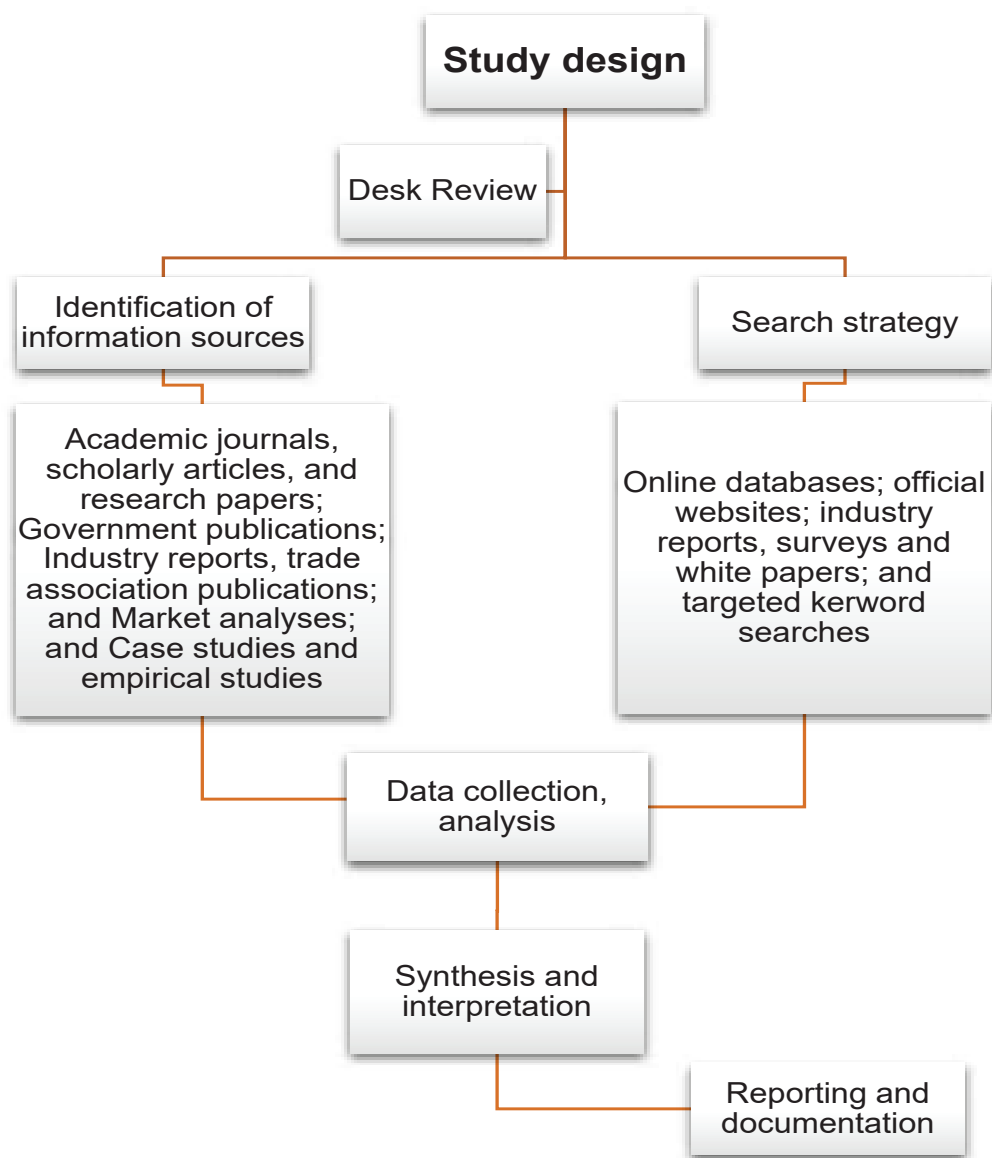 Study design
Desk Review
Identification of
information sources
Search strategy
Academic journals,
scholarly articles, and
research papers;
Government publications;
Industry reports, trade
association publications;
and Market analyses;
and Case studies and
empirical studies
Online databases; official
websites; industry
reports, surveys and
white papers; and
targeted kerword
searches
Data collection,
analysis
Synthesis and
interpretation
Reporting and
documentation